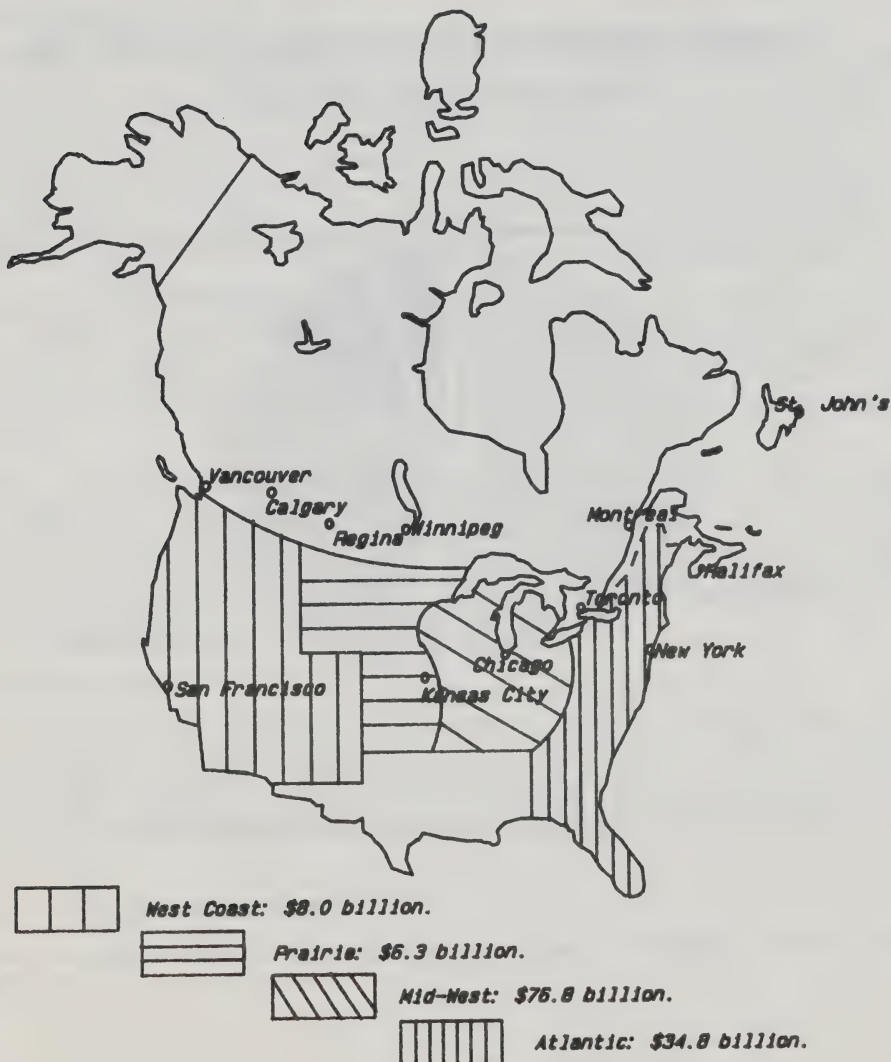 St. John's
Vancouver
Calgary
Regina
Winnipeg
Montreal
Halifax
Toronto
New York
Chicago
San Francisco
Kansas City
West Coast: $8.0 billion.
Prairie: $6.3 billion.
Mid-West: $76.8 billion.
Atlantic: $34.8 billion.